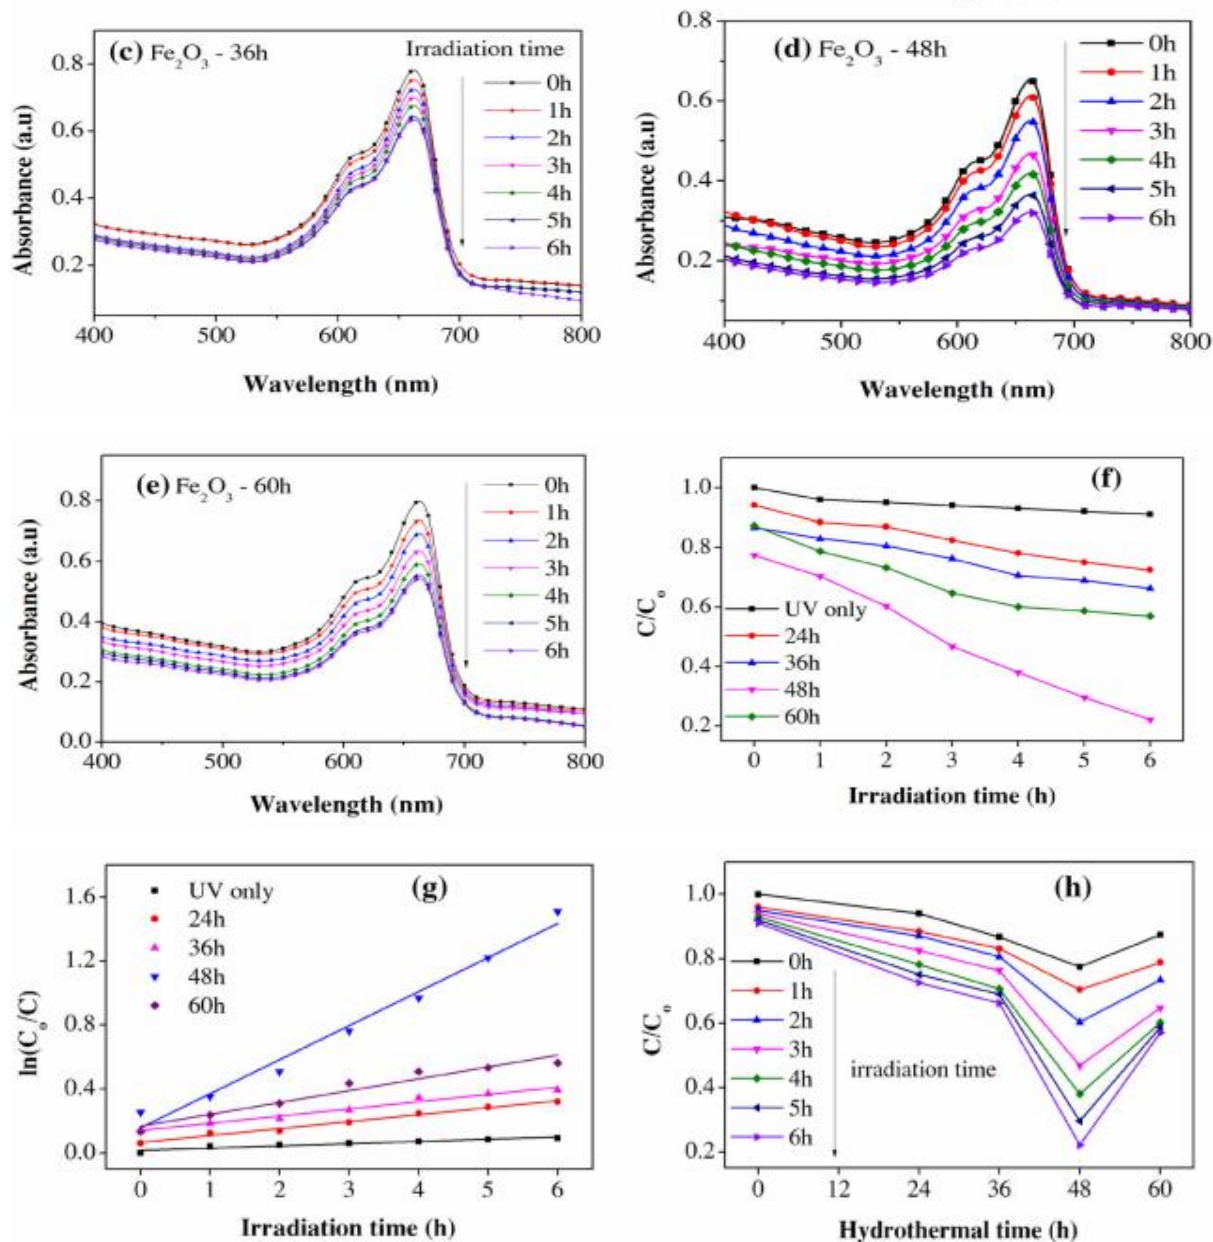 (c) Fe2O3 - 36h
Irradiation time
0h
1h
2h
3h
4h
5h
6h
0.8
0.6
0.4
0.2
400 500 600 700 800
Absorbance (a.u)
Wavelength (nm)
(d) Fe2O3 - 48h
0h
1h
2h
3h
4h
5h
6h
0.8
0.6
0.4
0.2
400 500 600 700 800
Absorbance (a.u)
Wavelength (nm)
(e) Fe2O3 - 60h
0h
1h
2h
3h
4h
5h
6h
0.8
0.6
0.4
0.2
0.0
400 500 600 700 800
Absorbance (a.u)
Wavelength (nm)
(f)
1.0
0.8
0.6
0.4
0.2
UV only
24h
36h
48h
60h
0 1 2 3 4 5 6
C/Co
Irradiation time (h)
(g)
UV only
24h
36h
48h
60h
1.6
1.2
0.8
0.4
0.0
0 1 2 3 4 5 6
ln(Co/C)
Irradiation time (h)
(h)
1.0
0.8
0.6
0.4
0.2
0h
1h
2h
3h
4h
5h
6h
irradiation time
0 12 24 36 48 60
C/Co
Hydrothermal time (h)